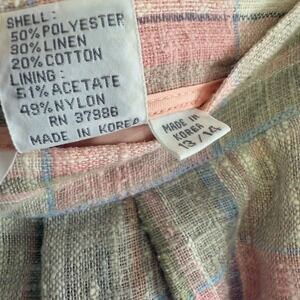 SHELL:
50% POLYESTER
30% LINEN
20% COTTON
LINING:
51% ACETATE
49% NYLON
RN 37986
MADE IN KOREA
MADE IN
KOREA
13/14